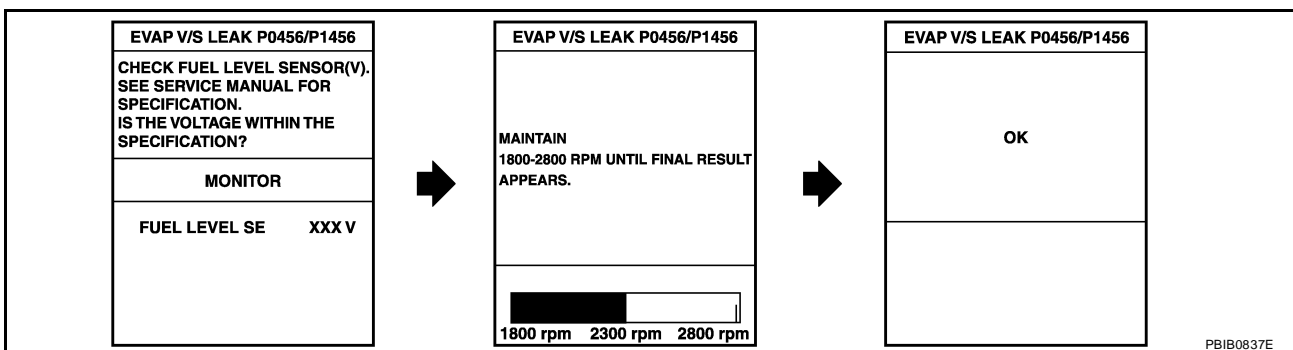 EVAP V/S LEAK P0456/P1456
CHECK FUEL LEVEL SENSOR(V).
SEE SERVICE MANUAL FOR
SPECIFICATION.
IS THE VOLTAGE WITHIN THE
SPECIFICATION?
MONITOR
FUEL LEVEL SE XXX V
EVAP V/S LEAK P0456/P1456
MAINTAIN
1800-2800 RPM UNTIL FINAL RESULT
APPEARS.
1800 rpm 2300 rpm 2800 rpm
EVAP V/S LEAK P0456/P1456
OK
PBIB0837E